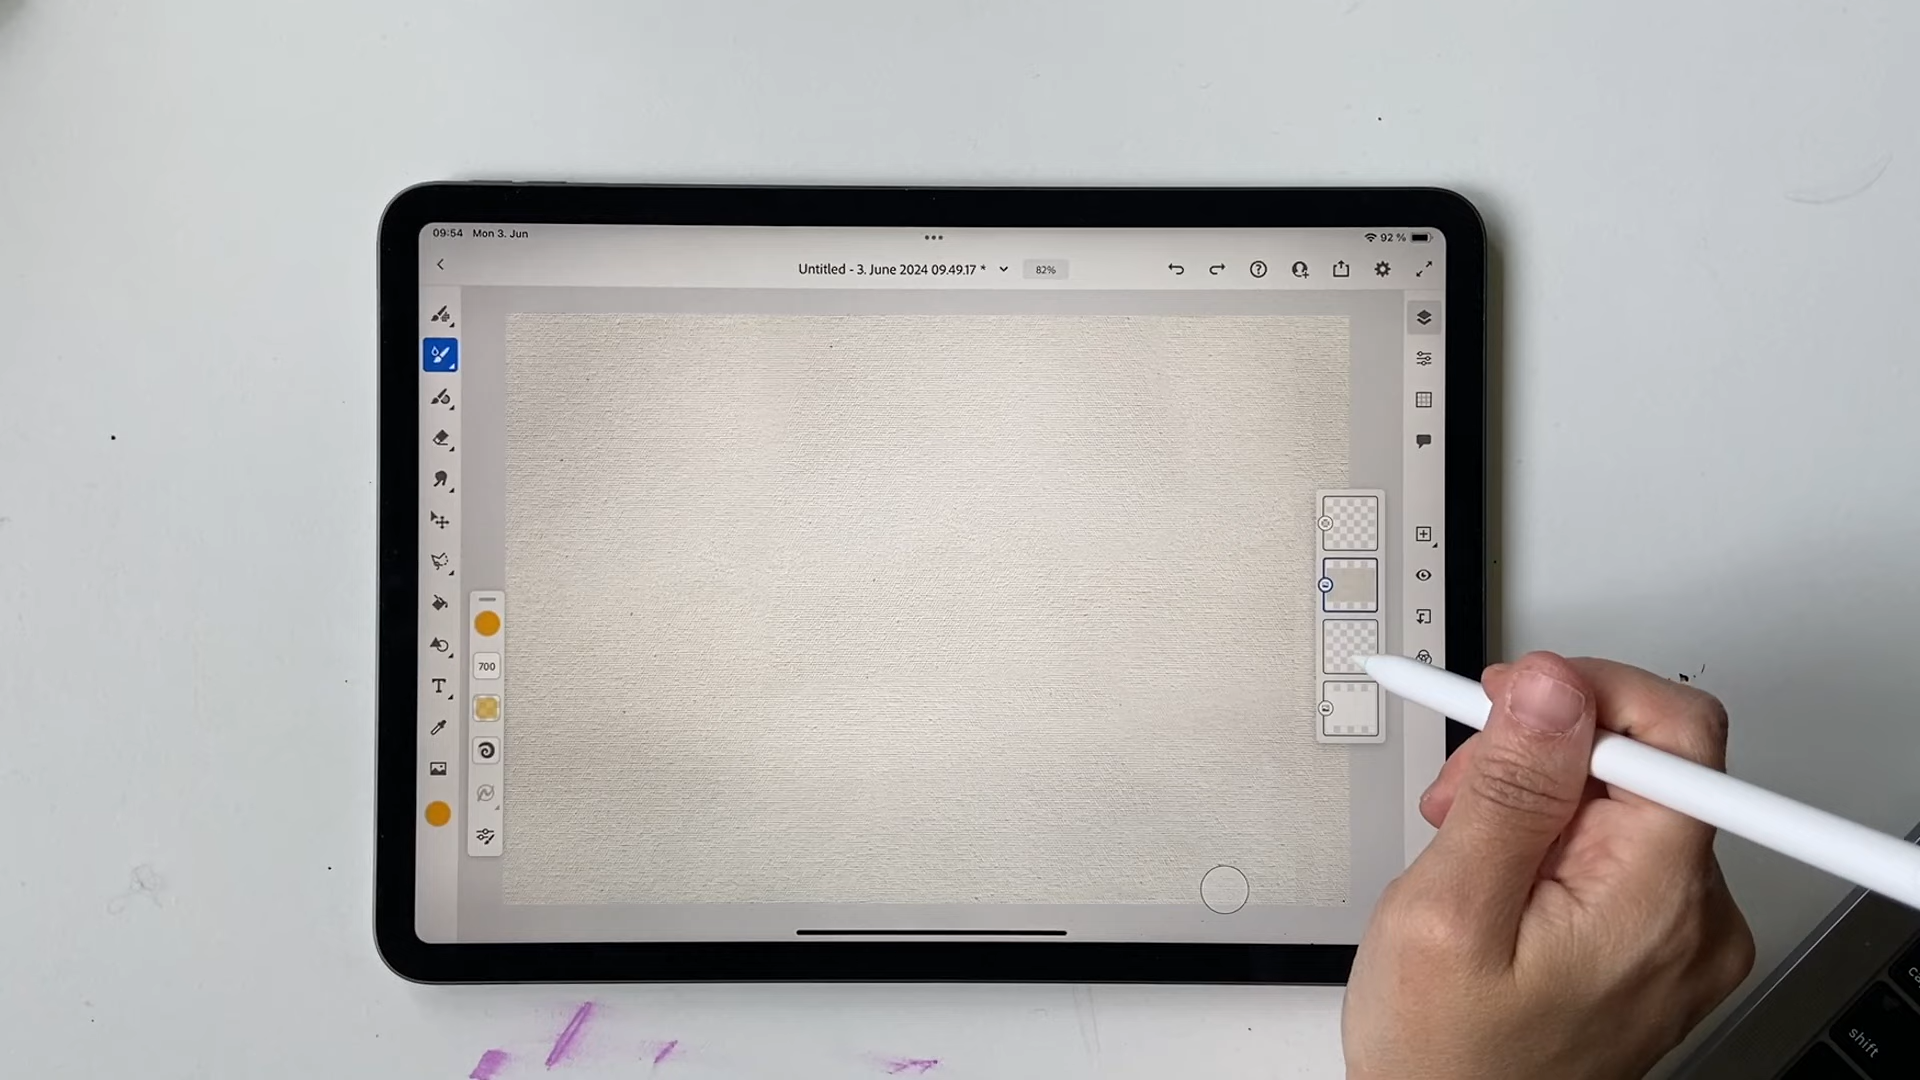 09:54 Mon 3. Jun
92 %
Untitled - 3. June 2024 09.49.17 *
82%
700
T
shift